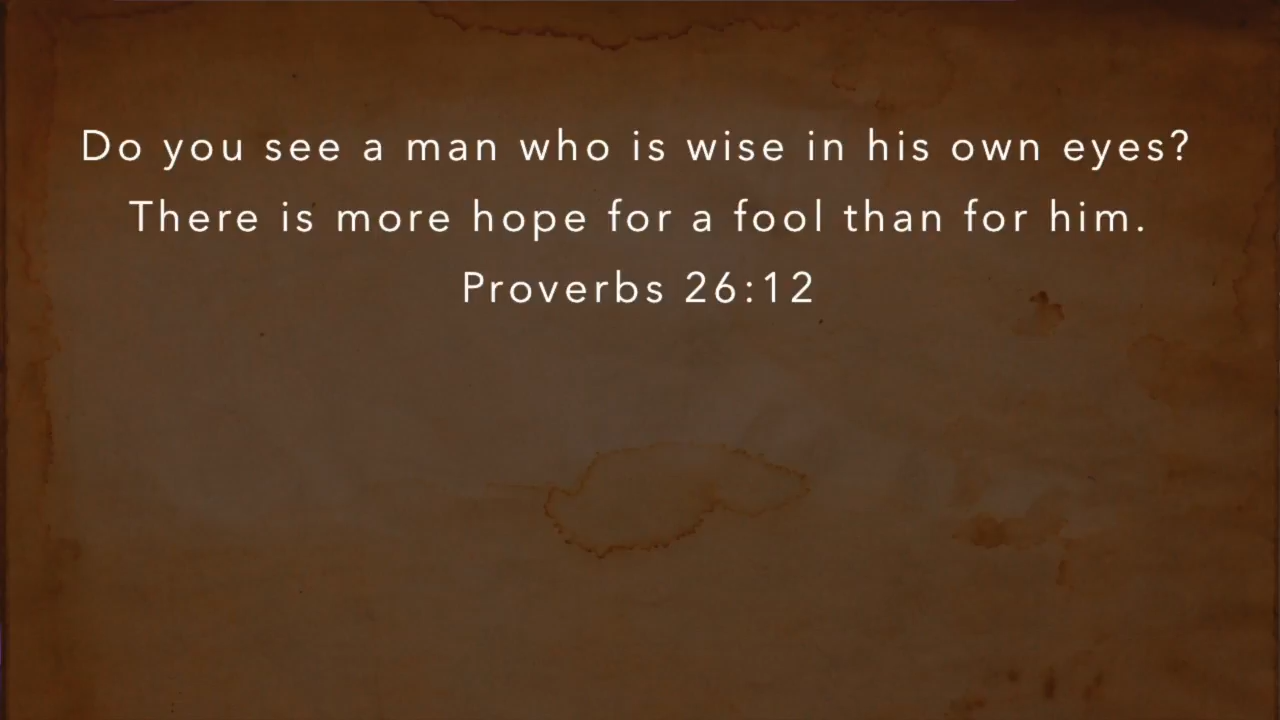 Do you see a man who is wise in his own eyes?
There is more hope for a fool than for him.
Proverbs 26:12